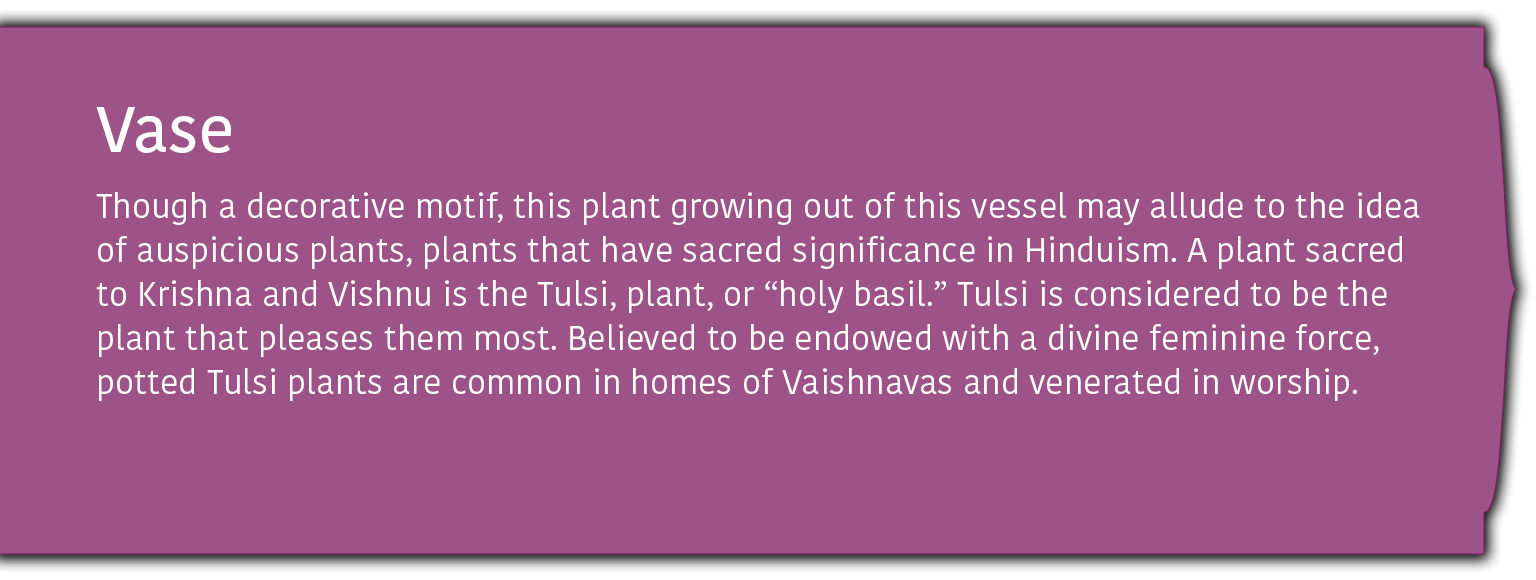 Vase
Though a decorative motif, this plant growing out of this vessel may allude to the idea
of auspicious plants, plants that have sacred significance in Hinduism. A plant sacred
to Krishna and Vishnu is the Tulsi, plant, or “holy basil.” Tulsi is considered to be the
plant that pleases them most. Believed to be endowed with a divine feminine force,
potted Tulsi plants are common in homes of Vaishnavas and venerated in worship.